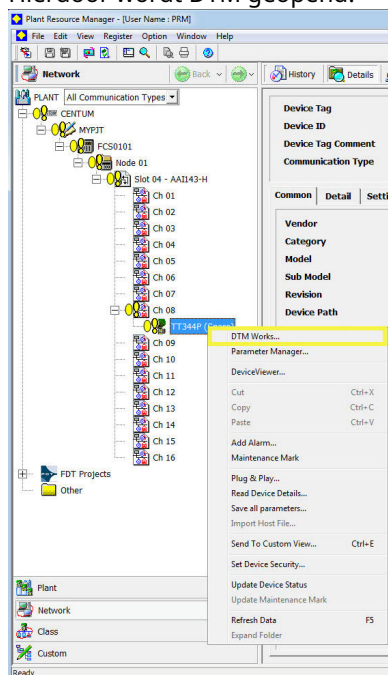 Hierdoor wordt DTM geopend.
Plant Resource Manager - [User Name : PRM]
File Edit View Register Option Window Help
Network Back History Details
PLANT All Communication Types
CENTUM
MYPJT
FCS0101
Node 01
Slot 04 - AAI143-H
Ch 01
Ch 02
Ch 03
Ch 04
Ch 05
Ch 06
Ch 07
Ch 08
TT344P
Ch 09
Ch 10
Ch 11
Ch 12
Ch 13
Ch 14
Ch 15
Ch 16
FDT Projects
Other
Device Tag
Device ID
Device Tag Comment
Communication Type
Common Detail Setti
Vendor
Category
Model
Sub Model
Revision
Device Path
DTM Works...
Parameter Manager...
DeviceViewer...
Cut Ctrl+X
Copy Ctrl+C
Paste Ctrl+V
Add Alarm...
Maintenance Mark
Plug & Play...
Read Device Details...
Save all parameters...
Import Host File...
Send To Custom View... Ctrl+E
Set Device Security...
Update Device Status
Update Maintenance Mark
Refresh Data F5
Expand Folder
Plant
Network
Class
Custom
Ready